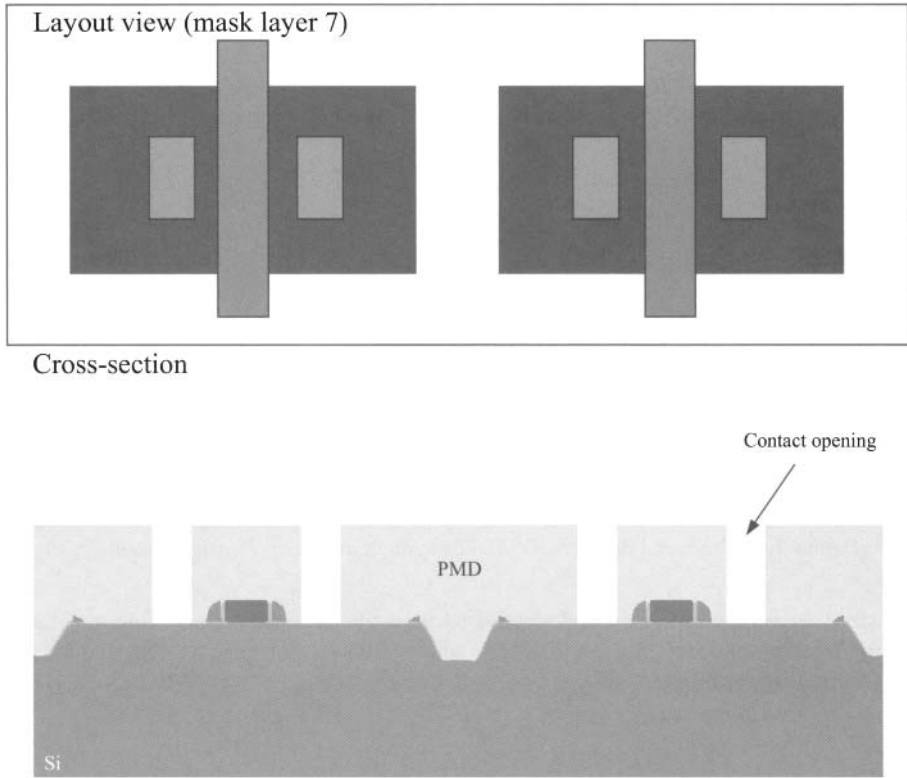 Layout view (mask layer 7)
Cross-section
Contact opening
PMD
Si